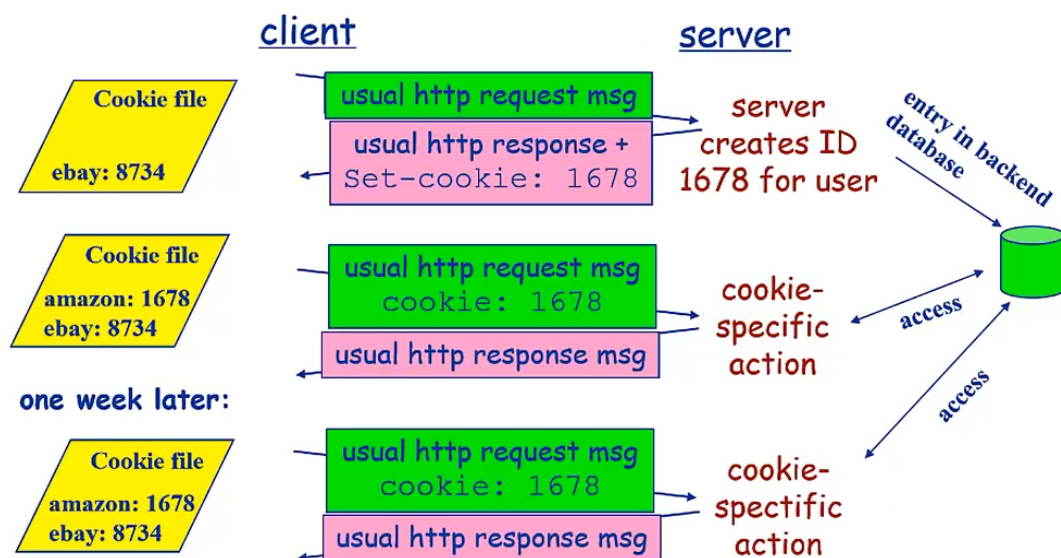 client
server
Cookie file
ebay: 8734
usual http request msg
usual http response +
Set-cookie: 1678
server
creates ID
1678 for user
entry in backend
database
Cookie file
amazon: 1678
ebay: 8734
usual http request msg
cookie: 1678
usual http response msg
cookie-
specific
action
access
one week later:
access
Cookie file
amazon: 1678
ebay: 8734
usual http request msg
cookie: 1678
usual http response msg
cookie-
spectific
action